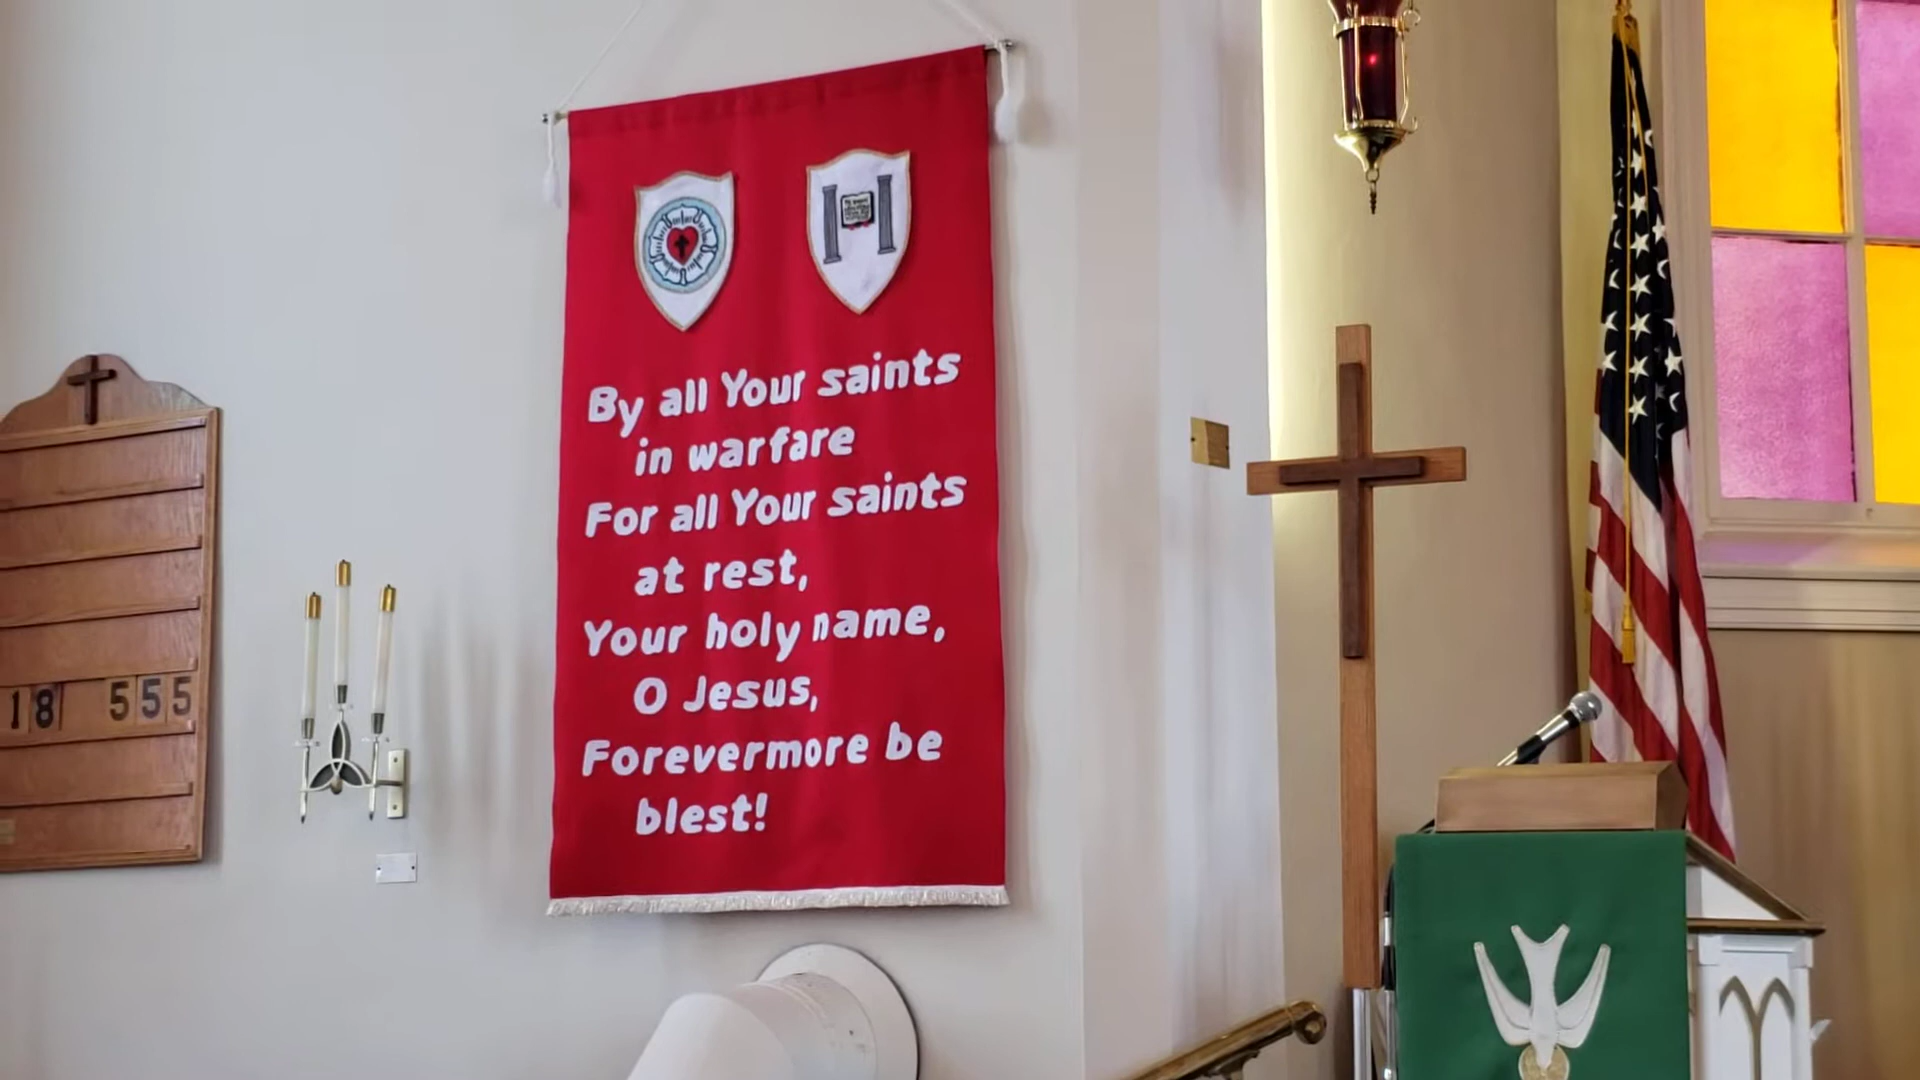 By all Your saints
in warfare
For all Your saints
at rest,
Your holy name,
O Jesus,
Forevermore be
blest!
18 555